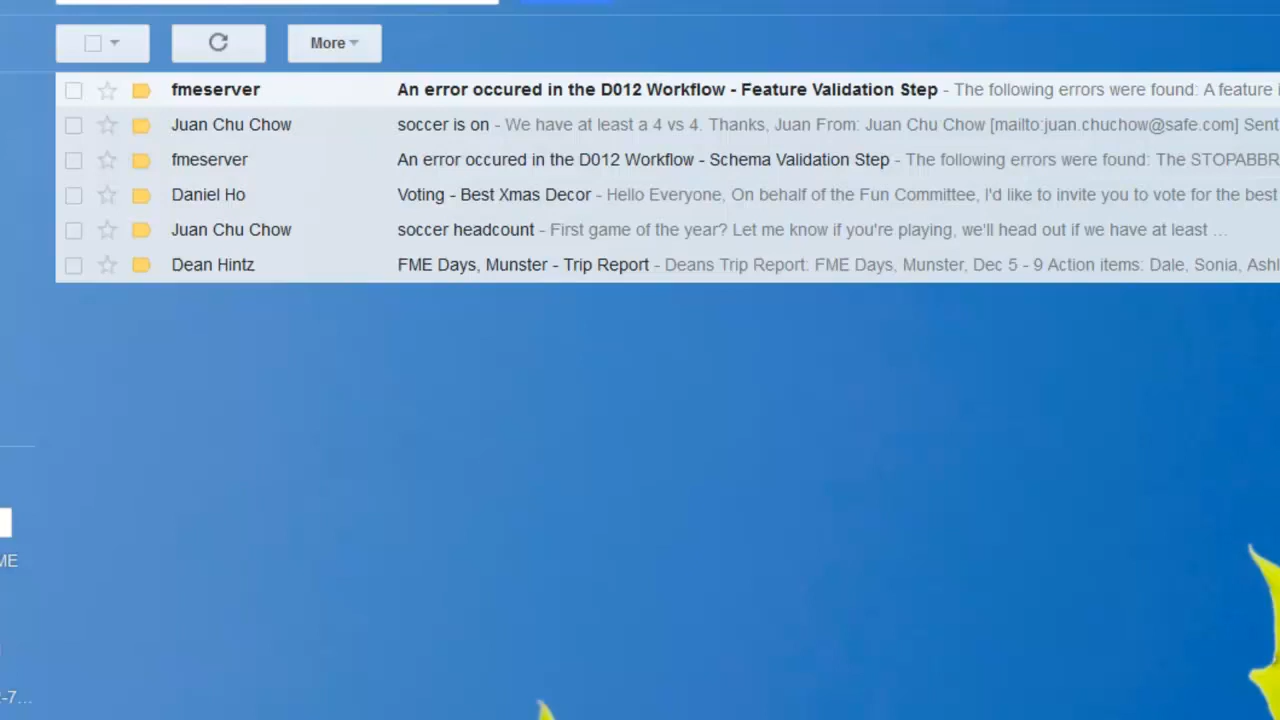 More
fmeserver An error occured in the D012 Workflow - Feature Validation Step - The following errors were found: A feature
Juan Chu Chow soccer is on - We have at least a 4 vs 4. Thanks, Juan From: Juan Chu Chow [mailto:juan.chuchow@safe.com] Sent
fmeserver An error occured in the D012 Workflow - Schema Validation Step - The following errors were found: The STOPABBR
Daniel Ho Voting - Best Xmas Decor - Hello Everyone, On behalf of the Fun Committee, I'd like to invite you to vote for the best
Juan Chu Chow soccer headcount - First game of the year? Let me know if you're playing, we'll head out if we have at least ...
Dean Hintz FME Days, Munster - Trip Report - Deans Trip Report: FME Days, Munster, Dec 5 - 9 Action items: Dale, Sonia, Ashl
ME
-7...